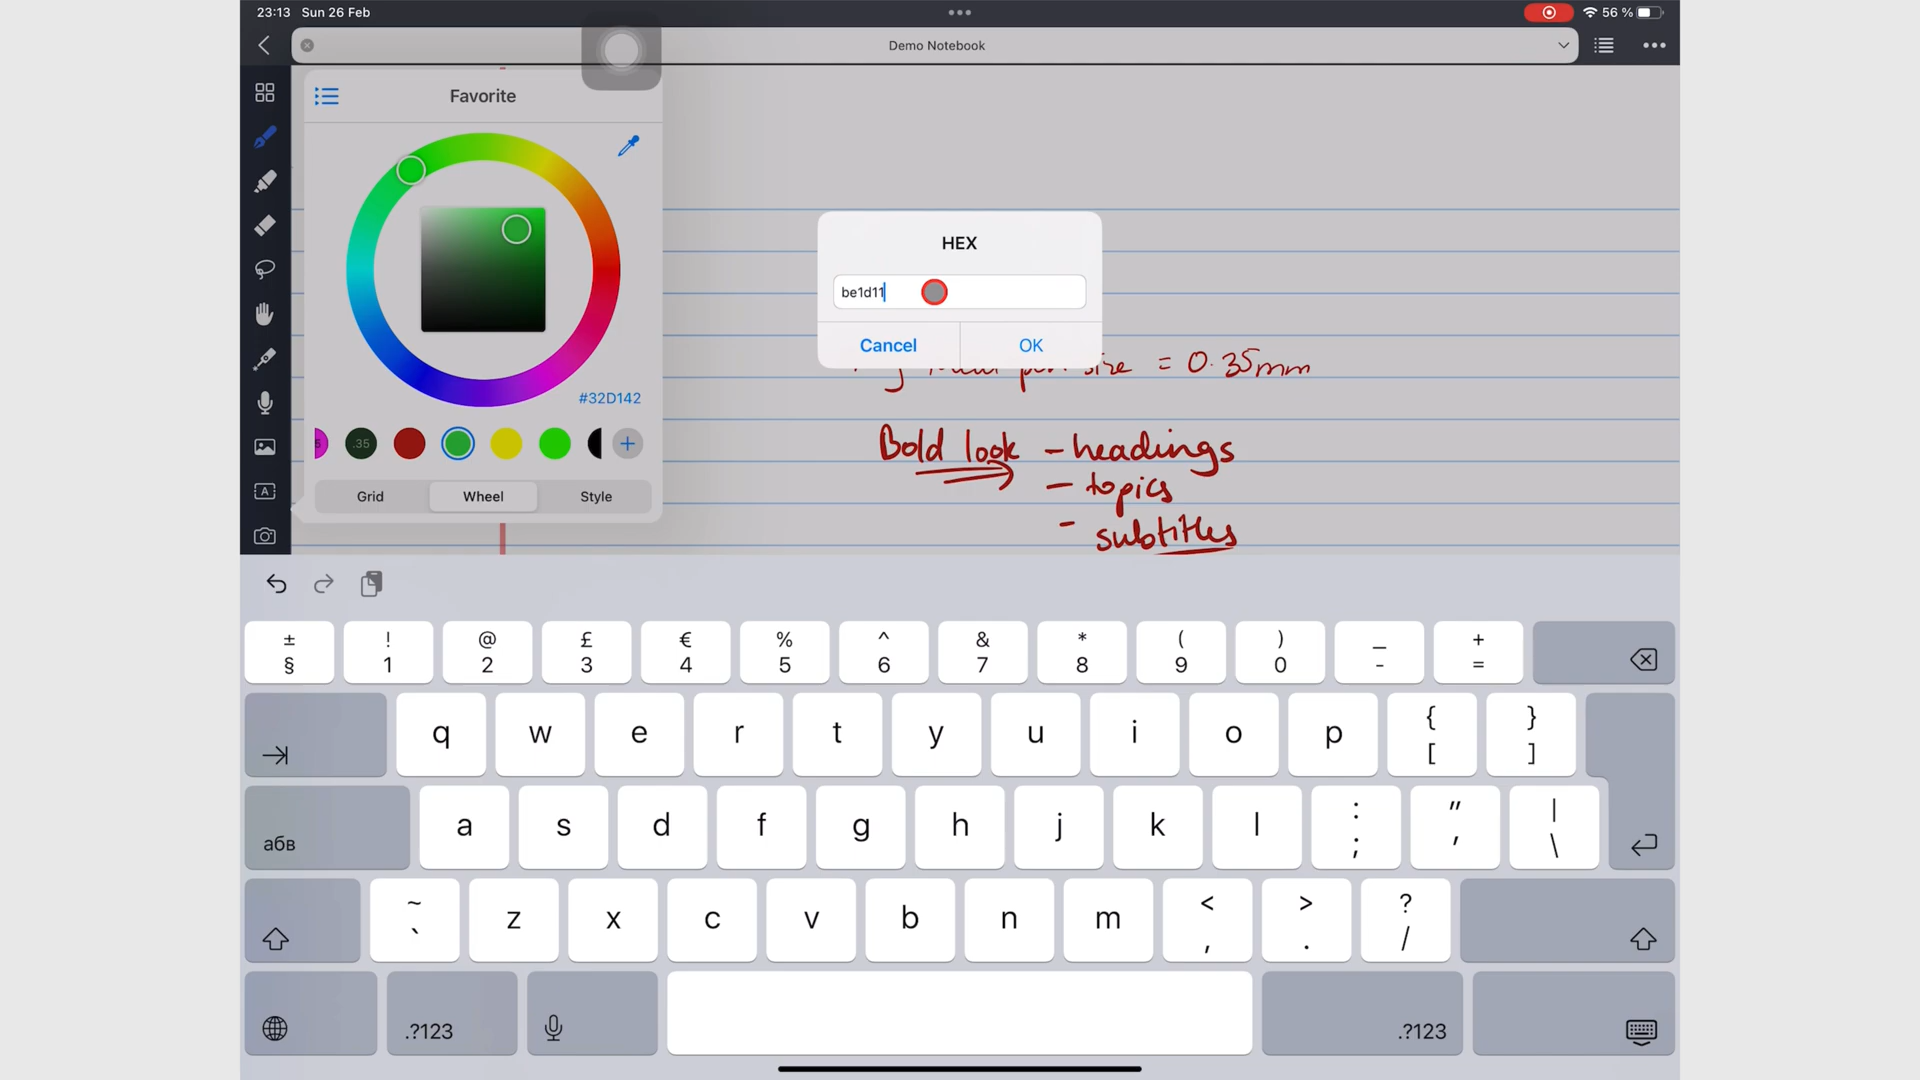 23:13 Sun 26 Feb
56 %
Demo Notebook
Favorite
#32D142
.35
Grid Wheel Style
HEX
be1d11
Cancel OK
pen size = 0.35mm
Bold look - headings
- topics
- subtitles
± ! @ £ € % ^ & * ( ) _ +
§ 1 2 3 4 5 6 7 8 9 0 - =
q w e r t y u i o p { }
[ ]
a s d f g h j k l : " |
абв ; ' \
~ z x c v b n m < > ?
` , . /
.?123 .?123